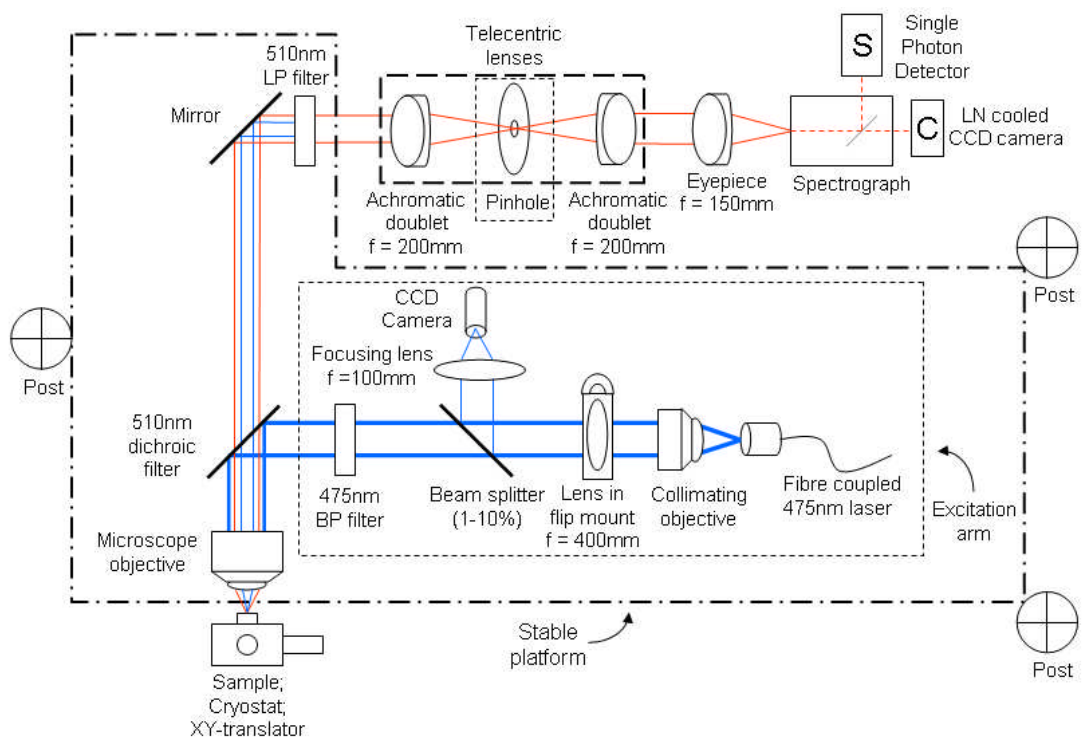 Single
Photon
Detector
S
Telecentric
lenses
510nm
LP filter
Mirror
C
LN cooled
CCD camera
Spectrograph
Eyepiece
f = 150mm
Pinhole
Achromatic
doublet
f = 200mm
Achromatic
doublet
f = 200mm
Post
CCD
Camera
Focusing lens
f =100mm
Post
510nm
dichroic
filter
475nm
BP filter
Beam splitter
(1-10%)
Lens in
flip mount
f = 400mm
Collimating
objective
Fibre coupled
475nm laser
Excitation
arm
Microscope
objective
Stable
platform
Post
Sample;
Cryostat;
XY-translator